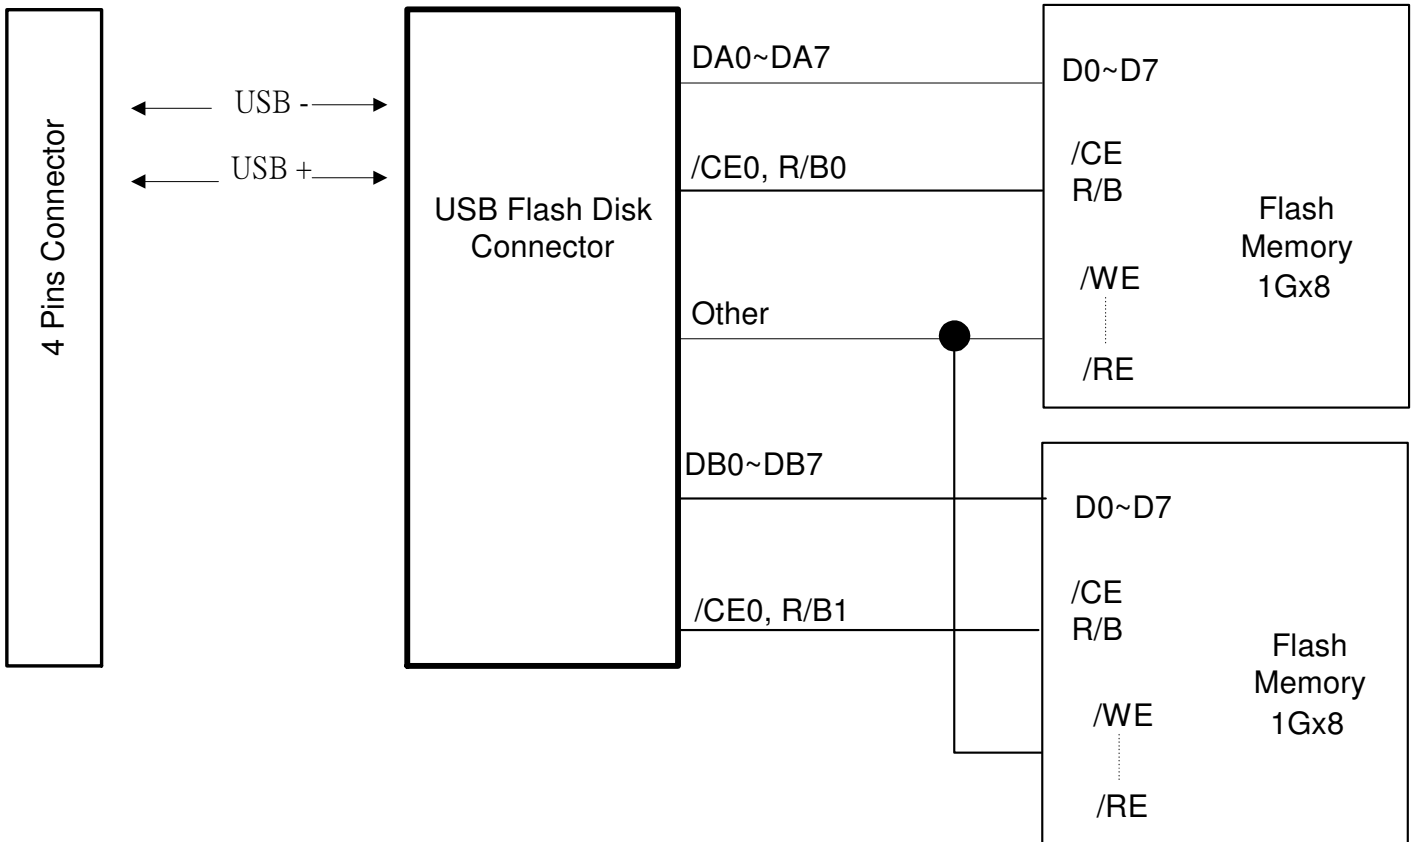 4 Pins Connector
USB -
USB +
USB Flash Disk
Connector
DA0~DA7
/CE0, R/B0
Other
DB0~DB7
/CE0, R/B1
D0~D7
/CE
R/B
/WE
/RE
Flash
Memory
1Gx8
D0~D7
/CE
R/B
/WE
/RE
Flash
Memory
1Gx8